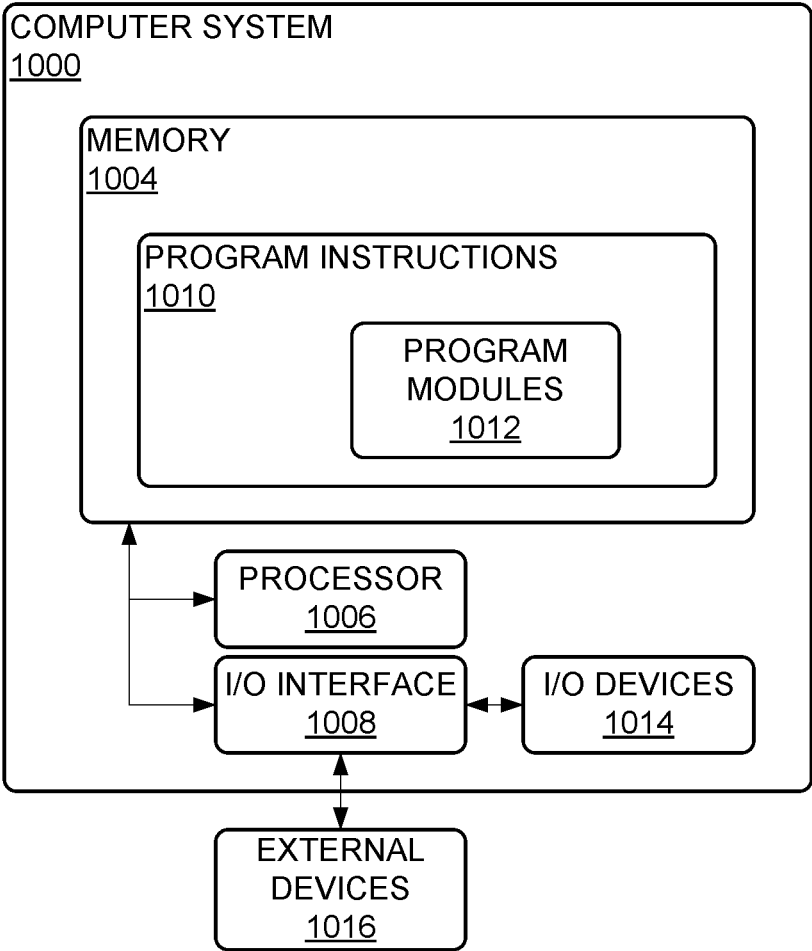 COMPUTER SYSTEM
1000
MEMORY
1004
PROGRAM INSTRUCTIONS
1010
PROGRAM
MODULES
1012
PROCESSOR
1006
I/O INTERFACE
1008
I/O DEVICES
1014
EXTERNAL
DEVICES
1016